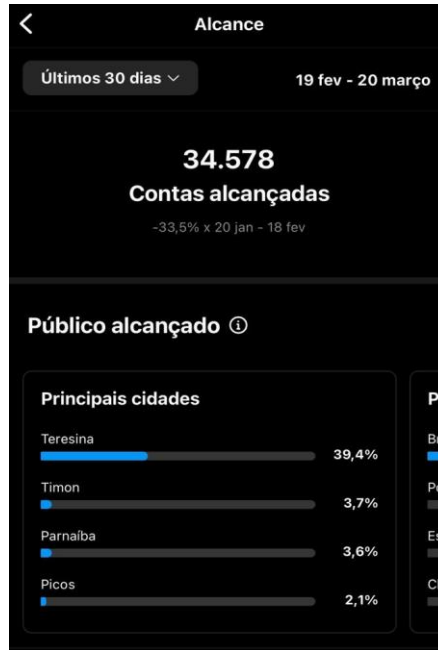 Alcance
Últimos 30 dias
19 fev - 20 março
34.578
Contas alcançadas
-33,5% x 20 jan - 18 fev
Público alcançado
Principais cidades
Teresina
39,4%
Timon
3,7%
Parnaíba
3,6%
Picos
2,1%